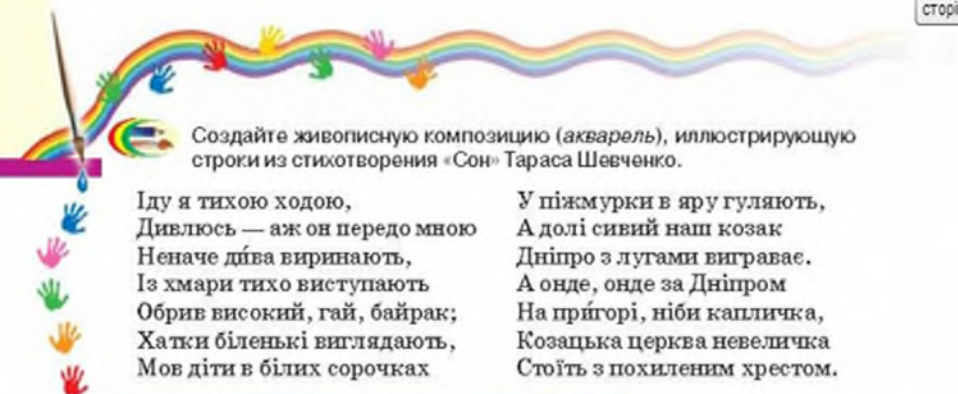 сторі
Создайте живописную композицию (акварель), иллюстрирующую
строки из стихотворения «Сон» Тараса Шевченко.
Іду я тихою ходою,
Дивлюсь — аж он передо мною
Неначе ди́ва виринають,
Із хмари тихо виступають
Обрив високий, гай, байрак;
Хатки біленькі виглядають,
Мов діти в білих сорочках
У піжмурки в яру гуляють,
А долі сивий наш козак
Дніпро з лугами виграває.
А онде, онде за Дніпром
На при́горі, ніби капличка,
Козацька церква невеличка
Стоїть з похиленим хрестом.